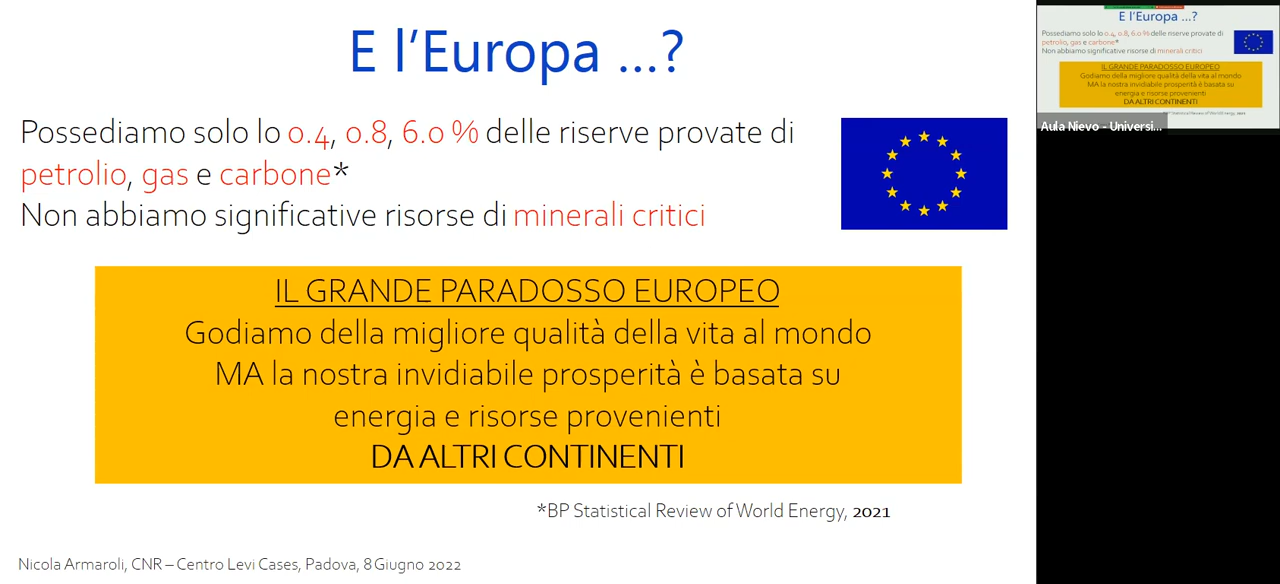 E l’Europa ...?
Possediamo solo lo 0.4, 0.8, 6.0 % delle riserve provate di
petrolio, gas e carbone*
Non abbiamo significative risorse di minerali critici
IL GRANDE PARADOSSO EUROPEO
Godiamo della migliore qualità della vita al mondo
MA la nostra invidiabile prosperità è basata su
energia e risorse provenienti
DA ALTRI CONTINENTI
*BP Statistical Review of World Energy, 2021
Nicola Armaroli, CNR – Centro Levi Cases, Padova, 8 Giugno 2022
E l’Europa ...?
Possediamo solo lo 0.4, 0.8, 6.0 % delle riserve provate di
petrolio, gas e carbone*
Non abbiamo significative risorse di minerali critici
IL GRANDE PARADOSSO EUROPEO
Godiamo della migliore qualità della vita al mondo
MA la nostra invidiabile prosperità è basata su
energia e risorse provenienti
DA ALTRI CONTINENTI
Statistical Review of World Energy, 2021
Aula Nievo - Universi...